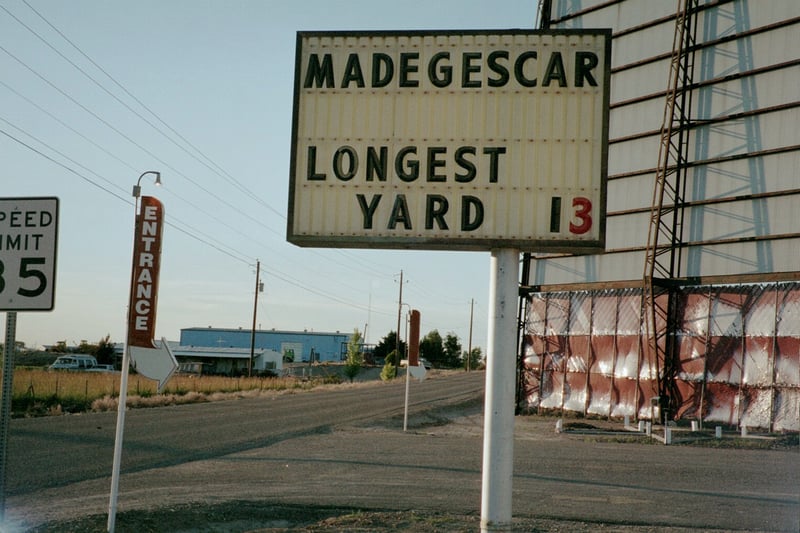 MADEGESCAR
LONGEST
YARD 13
ENTRANCE
PEED
IMIT
35